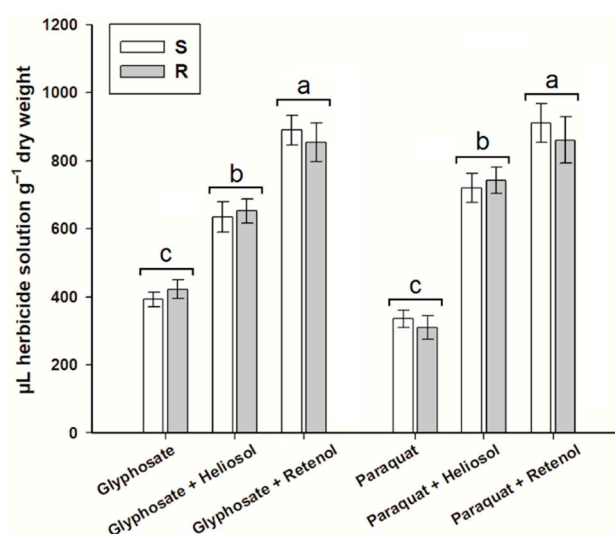 µL herbicide solution g⁻¹ dry weight
1200
1000
800
600
400
200
0
S
R
c
b
a
c
b
a
Glyphosate
Glyphosate + Heliosol
Glyphosate + Retenol
Paraquat
Paraquat + Heliosol
Paraquat + Retenol